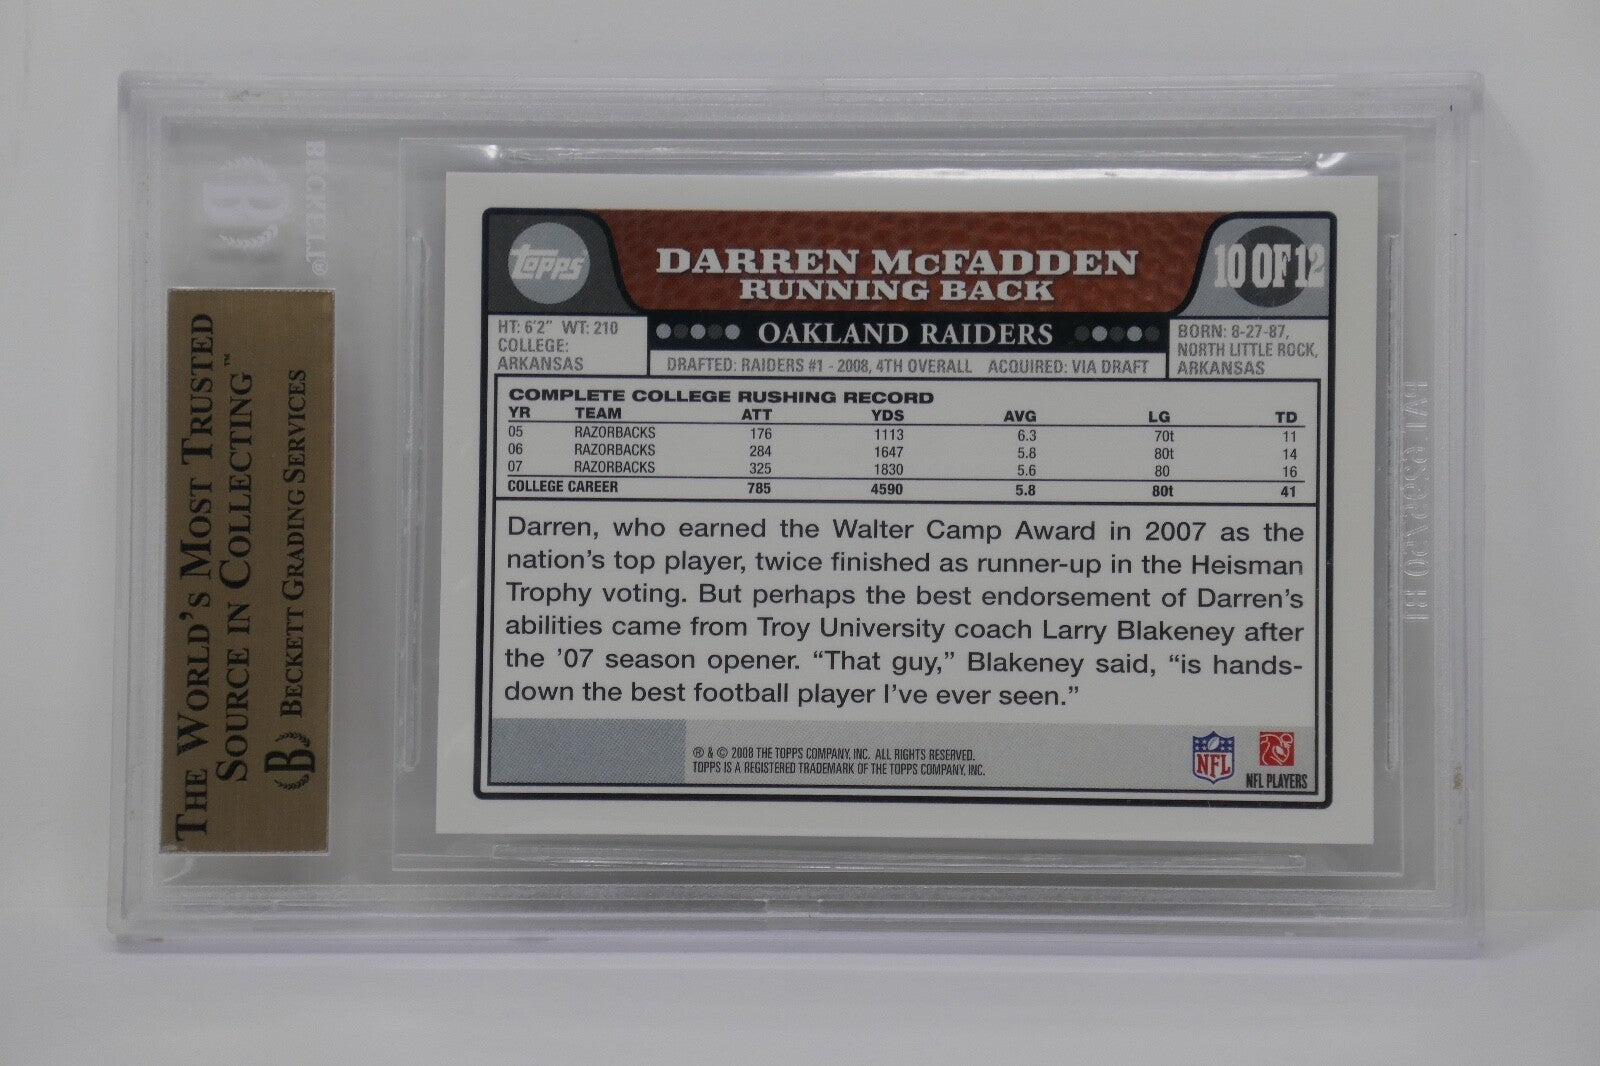 BECKETT®
THE WORLD'S MOST TRUSTED
SOURCE IN COLLECTING™
B BECKETT GRADING SERVICES
TOPPS
DARREN McFADDEN
RUNNING BACK
10 OF 12
HT: 6'2" WT: 210
COLLEGE:
ARKANSAS
OAKLAND RAIDERS
DRAFTED: RAIDERS #1 - 2008, 4TH OVERALL ACQUIRED: VIA DRAFT
BORN: 8-27-87,
NORTH LITTLE ROCK,
ARKANSAS
COMPLETE COLLEGE RUSHING RECORD
YR TEAM ATT YDS AVG LG TD
05 RAZORBACKS 176 1113 6.3 70t 11
06 RAZORBACKS 284 1647 5.8 80t 14
07 RAZORBACKS 325 1830 5.6 80 16
COLLEGE CAREER 785 4590 5.8 80t 41
Darren, who earned the Walter Camp Award in 2007 as the
nation's top player, twice finished as runner-up in the Heisman
Trophy voting. But perhaps the best endorsement of Darren's
abilities came from Troy University coach Larry Blakeney after
the '07 season opener. “That guy,” Blakeney said, “is hands-
down the best football player I've ever seen.”
® & © 2008 THE TOPPS COMPANY, INC. ALL RIGHTS RESERVED.
TOPPS IS A REGISTERED TRADEMARK OF THE TOPPS COMPANY, INC.
NFL
NFL PLAYERS